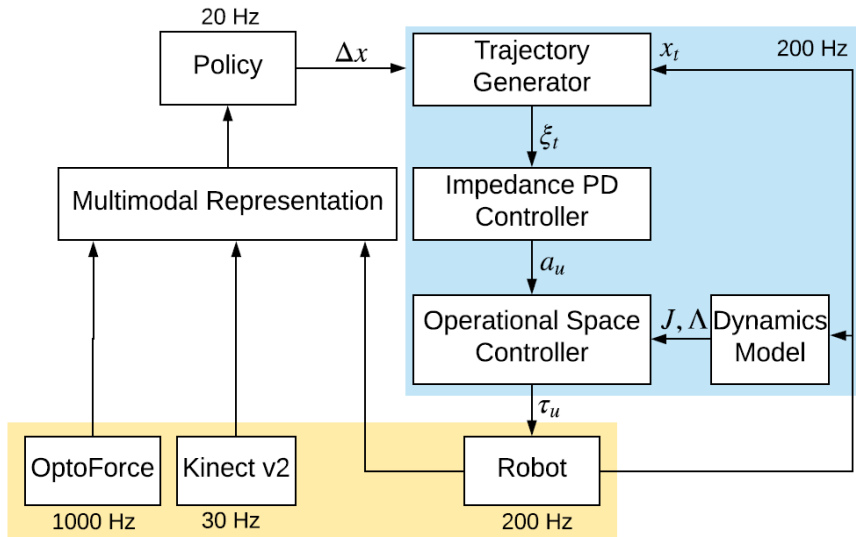 20 Hz
Policy
Δx
Trajectory
Generator
x_t
200 Hz
ξ_t
Multimodal Representation
Impedance PD
Controller
a_u
Operational Space
Controller
J, Λ
Dynamics
Model
τ_u
OptoForce
Kinect v2
Robot
1000 Hz
30 Hz
200 Hz